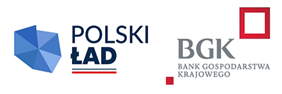 POLSKI
ŁAD
BGK
BANK GOSPODARSTWA
KRAJOWEGO